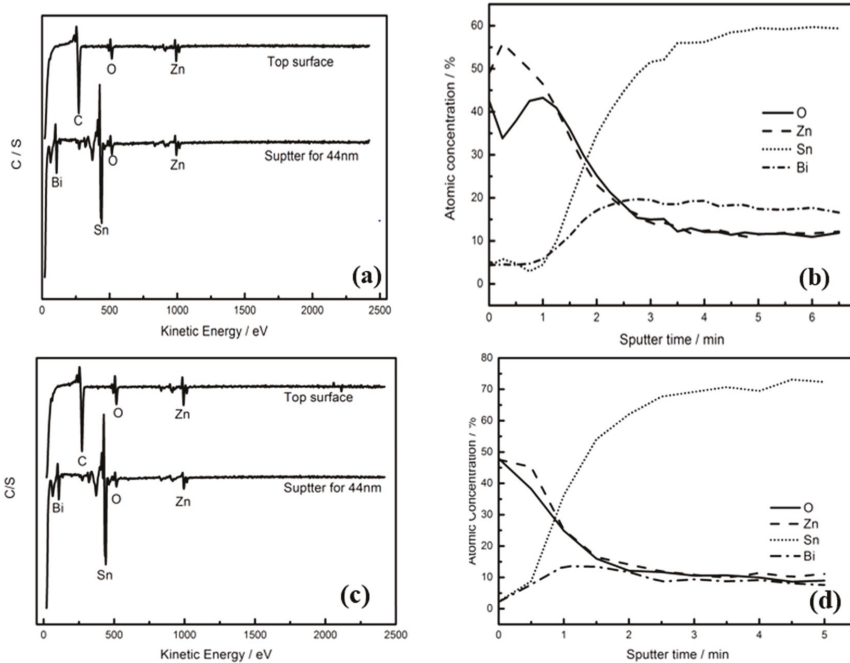 C / S
Top surface
O
Zn
C
Suptter for 44nm
Bi
O
Zn
Sn
(a)
0 500 1000 1500 2000 2500
Kinetic Energy / eV
Atomic concentration / %
60
50
40
30
20
10
0
O
Zn
Sn
Bi
(b)
0 1 2 3 4 5 6
Sputter time / min
C/S
O
Zn
Top surface
C
Bi
O
Zn
Suptter for 44nm
Sn
(c)
0 500 1000 1500 2000 2500
Kinetic Energy / eV
Atomic Concentration / %
80
70
60
50
40
30
20
10
0
O
Zn
Sn
Bi
(d)
0 1 2 3 4 5
Sputter time / min